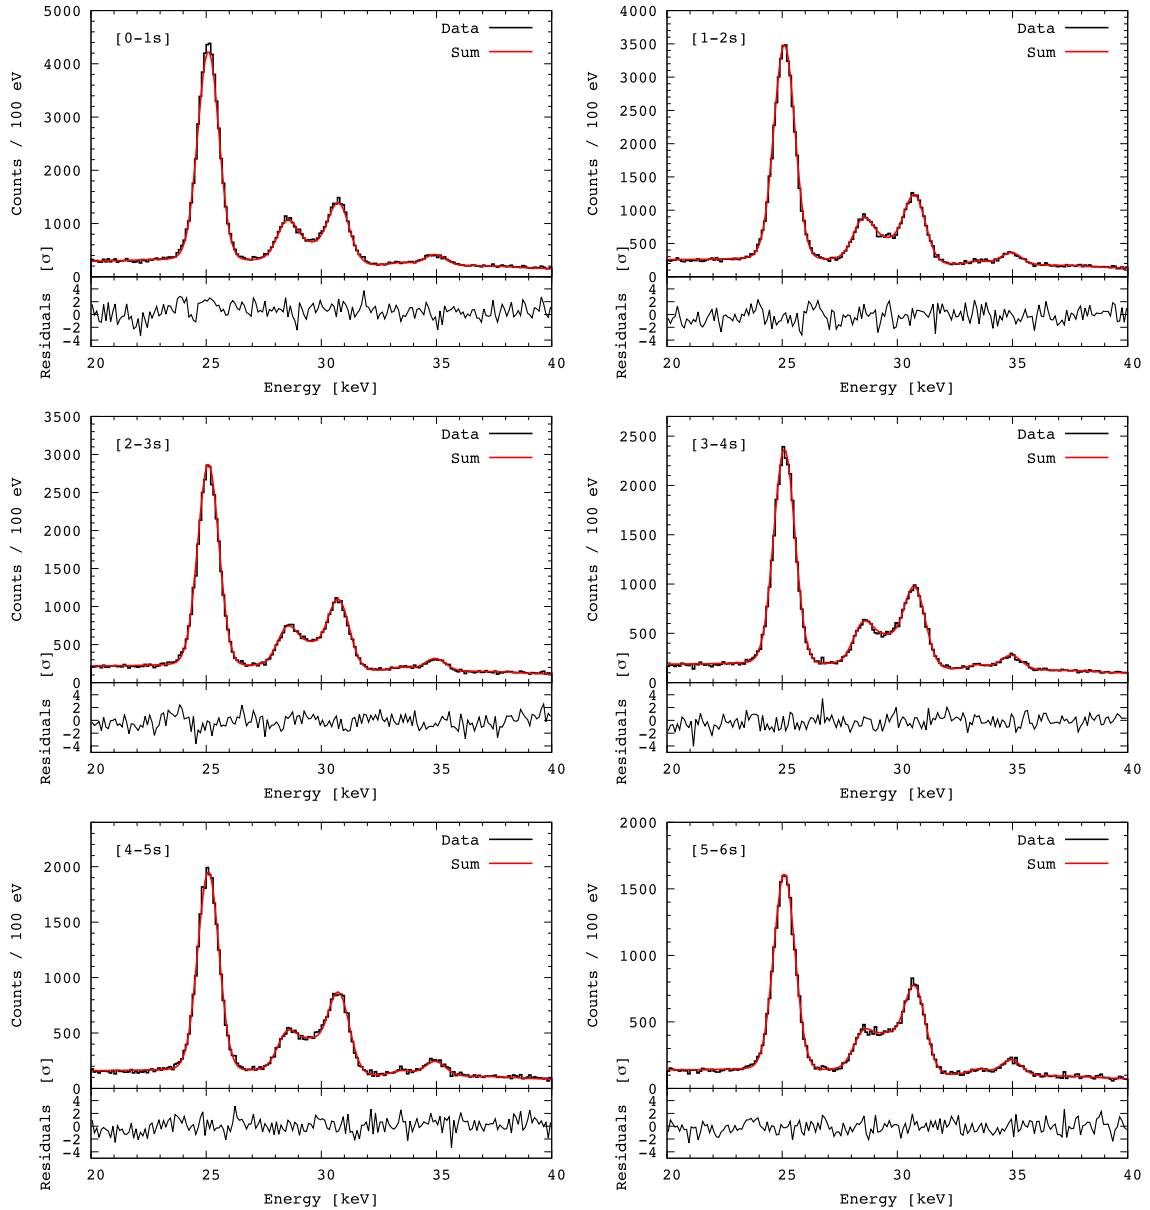 5000
4000
3000
2000
1000
0
Counts / 100 eV
[0-1s]
Data
Sum
[σ]
Residuals
4
2
0
-2
-4
20 25 30 35 40
Energy [keV]
4000
3500
3000
2500
2000
1500
1000
500
0
Counts / 100 eV
[1-2s]
Data
Sum
[σ]
Residuals
4
2
0
-2
-4
20 25 30 35 40
Energy [keV]
3500
3000
2500
2000
1500
1000
500
0
Counts / 100 eV
[2-3s]
Data
Sum
[σ]
Residuals
4
2
0
-2
-4
20 25 30 35 40
Energy [keV]
2500
2000
1500
1000
500
0
Counts / 100 eV
[3-4s]
Data
Sum
[σ]
Residuals
4
2
0
-2
-4
20 25 30 35 40
Energy [keV]
2000
1500
1000
500
0
Counts / 100 eV
[4-5s]
Data
Sum
[σ]
Residuals
4
2
0
-2
-4
20 25 30 35 40
Energy [keV]
2000
1500
1000
500
0
Counts / 100 eV
[5-6s]
Data
Sum
[σ]
Residuals
4
2
0
-2
-4
20 25 30 35 40
Energy [keV]